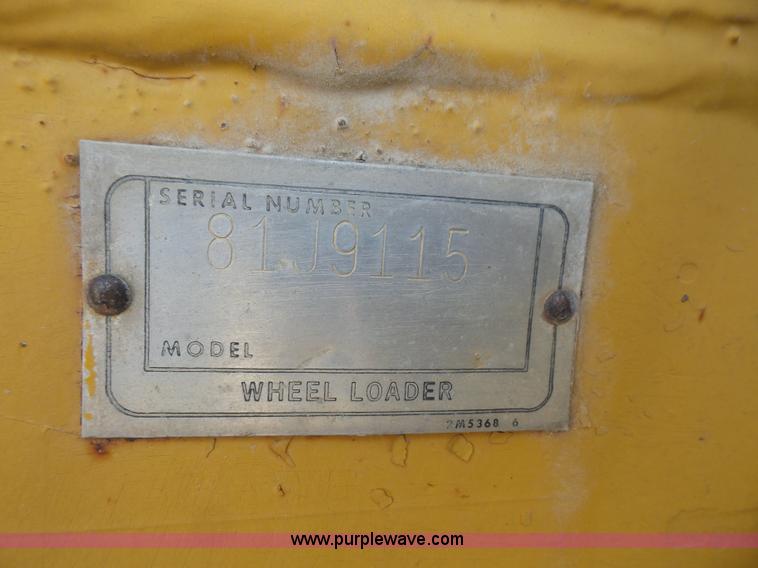 SERIAL NUMBER
81J9115
MODEL
WHEEL LOADER
2M5368 6
www.purplewave.com